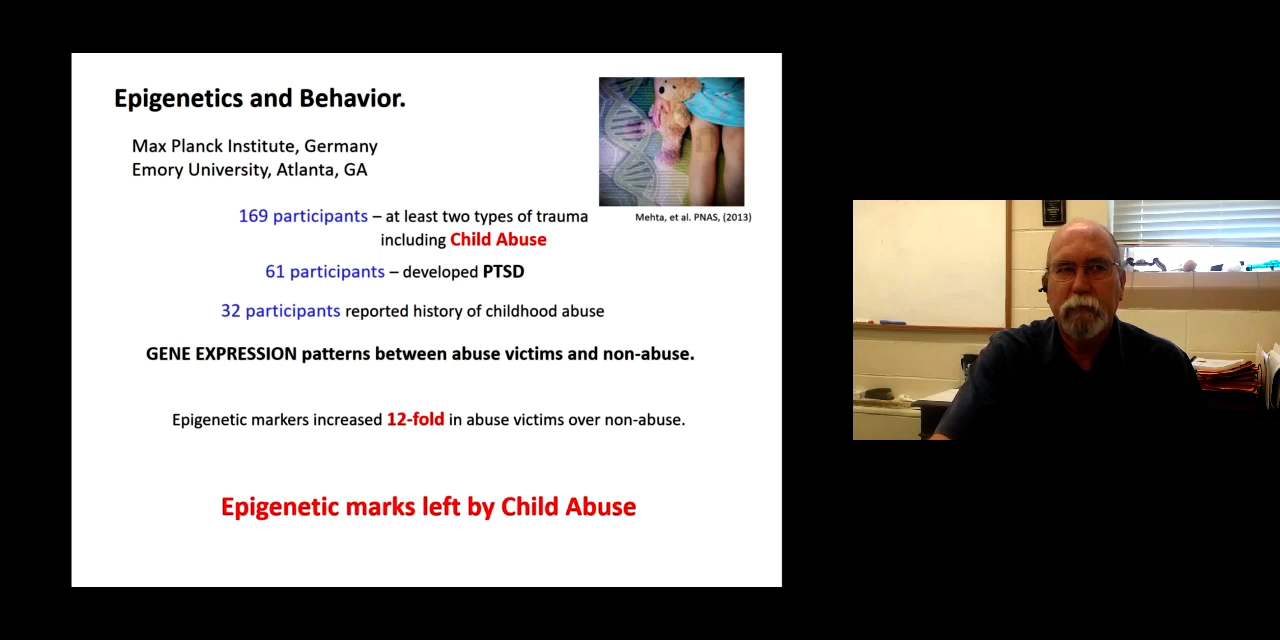 Epigenetics and Behavior.
Max Planck Institute, Germany
Emory University, Atlanta, GA
169 participants – at least two types of trauma
including Child Abuse
Mehta, et al. PNAS, (2013)
61 participants – developed PTSD
32 participants reported history of childhood abuse
GENE EXPRESSION patterns between abuse victims and non-abuse.
Epigenetic markers increased 12-fold in abuse victims over non-abuse.
Epigenetic marks left by Child Abuse